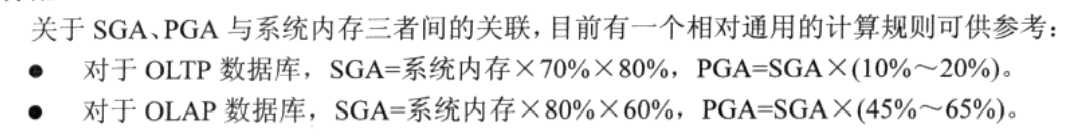 关于 SGA、PGA 与系统内存三者间的关联，目前有一个相对通用的计算规则可供参考：
● 对于 OLTP 数据库，SGA=系统内存×70%×80%，PGA=SGA×(10%～20%)。
● 对于 OLAP 数据库，SGA=系统内存×80%×60%，PGA=SGA×(45%～65%)。